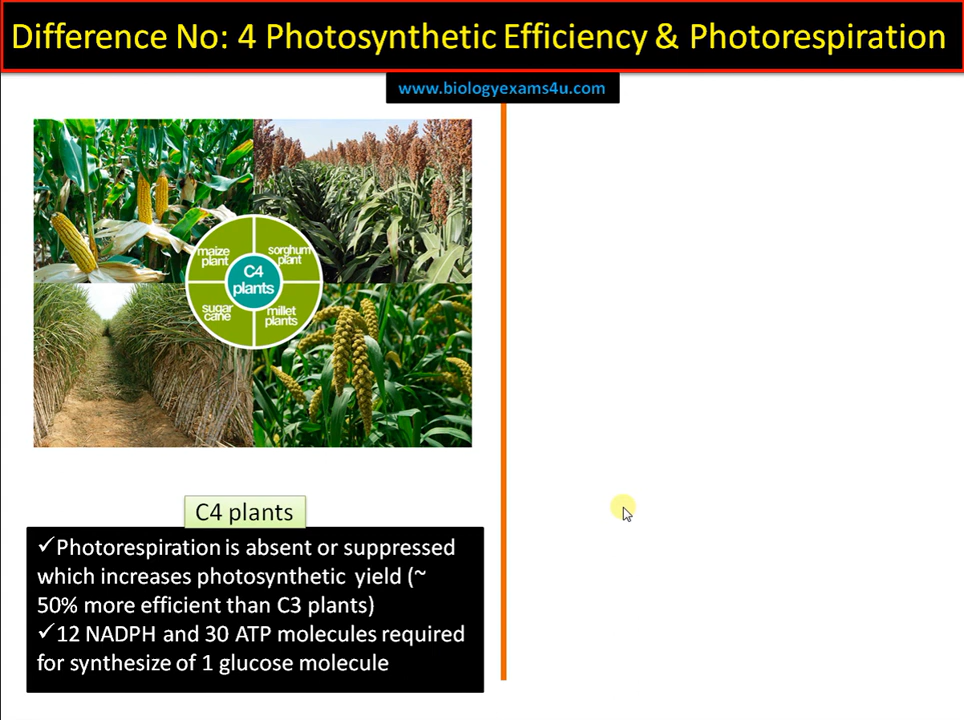 Difference No: 4 Photosynthetic Efficiency & Photorespiration
www.biologyexams4u.com
maize
plant
sorghum
plant
C4
plants
sugar
cane
millet
plants
C4 plants
✓Photorespiration is absent or suppressed
which increases photosynthetic yield (~
50% more efficient than C3 plants)
✓12 NADPH and 30 ATP molecules required
for synthesize of 1 glucose molecule